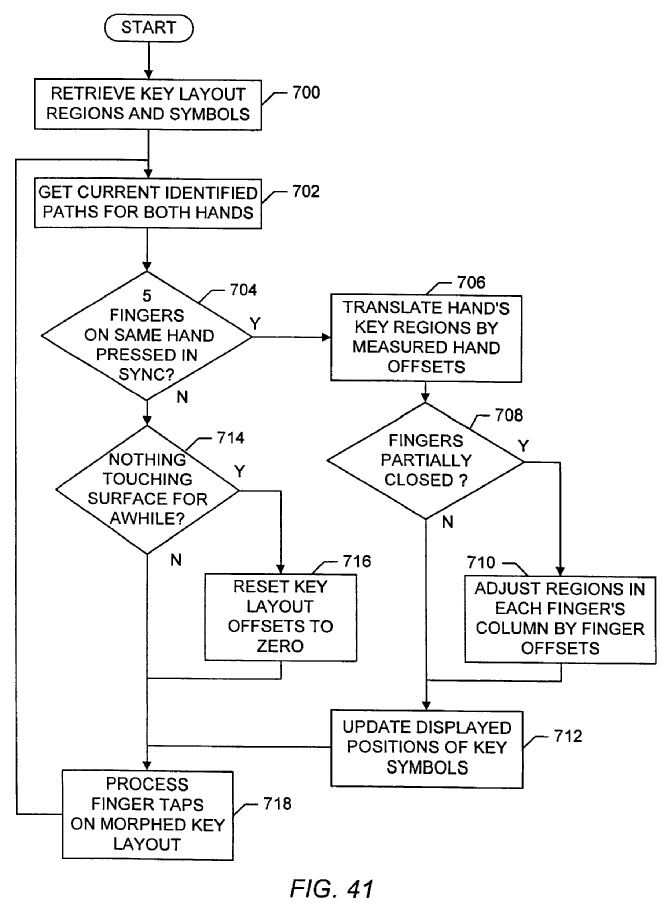 START
RETRIEVE KEY LAYOUT
REGIONS AND SYMBOLS
700
GET CURRENT IDENTIFIED
PATHS FOR BOTH HANDS
702
5
FINGERS
ON SAME HAND
PRESSED IN
SYNC?
704
Y
N
706
TRANSLATE HAND'S
KEY REGIONS BY
MEASURED HAND
OFFSETS
FINGERS
PARTIALLY
CLOSED ?
708
Y
N
NOTHING
TOUCHING
SURFACE FOR
AWHILE?
714
Y
N
716
RESET KEY
LAYOUT
OFFSETS TO
ZERO
710
ADJUST REGIONS IN
EACH FINGER'S
COLUMN BY FINGER
OFFSETS
UPDATE DISPLAYED
POSITIONS OF KEY
SYMBOLS
712
PROCESS
FINGER TAPS
ON MORPHED KEY
LAYOUT
718
FIG. 41